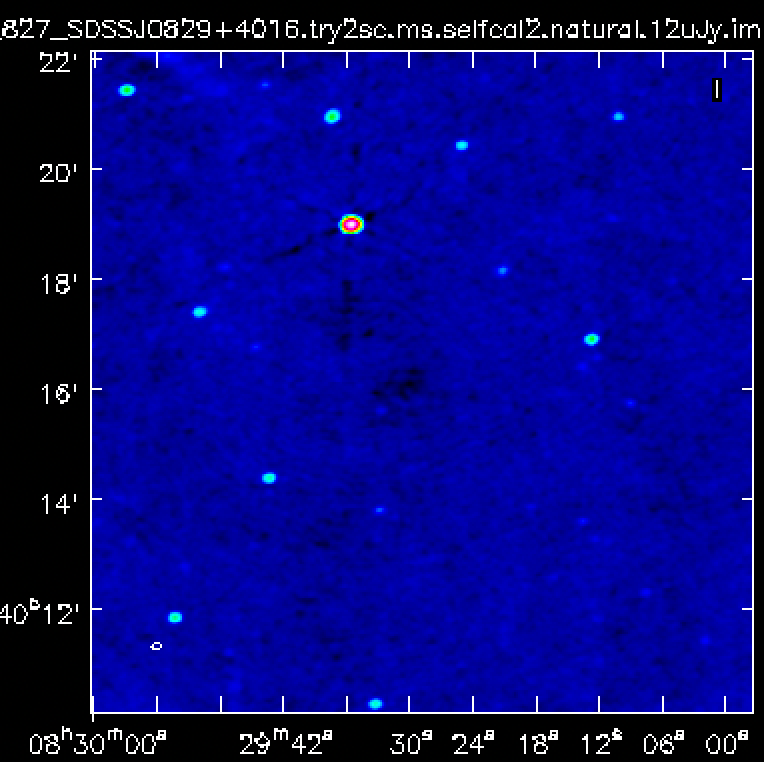 827_SDSSJ0829+4016.try2sc.ms.selfcal2.natural.12uJy.im
22'
I
20'
18'
16'
14'
40°12'
08ʰ30ᵐ00ˢ 29ᵐ42ˢ 30ˢ 24ˢ 18ˢ 12ˢ 06ˢ 00ˢ